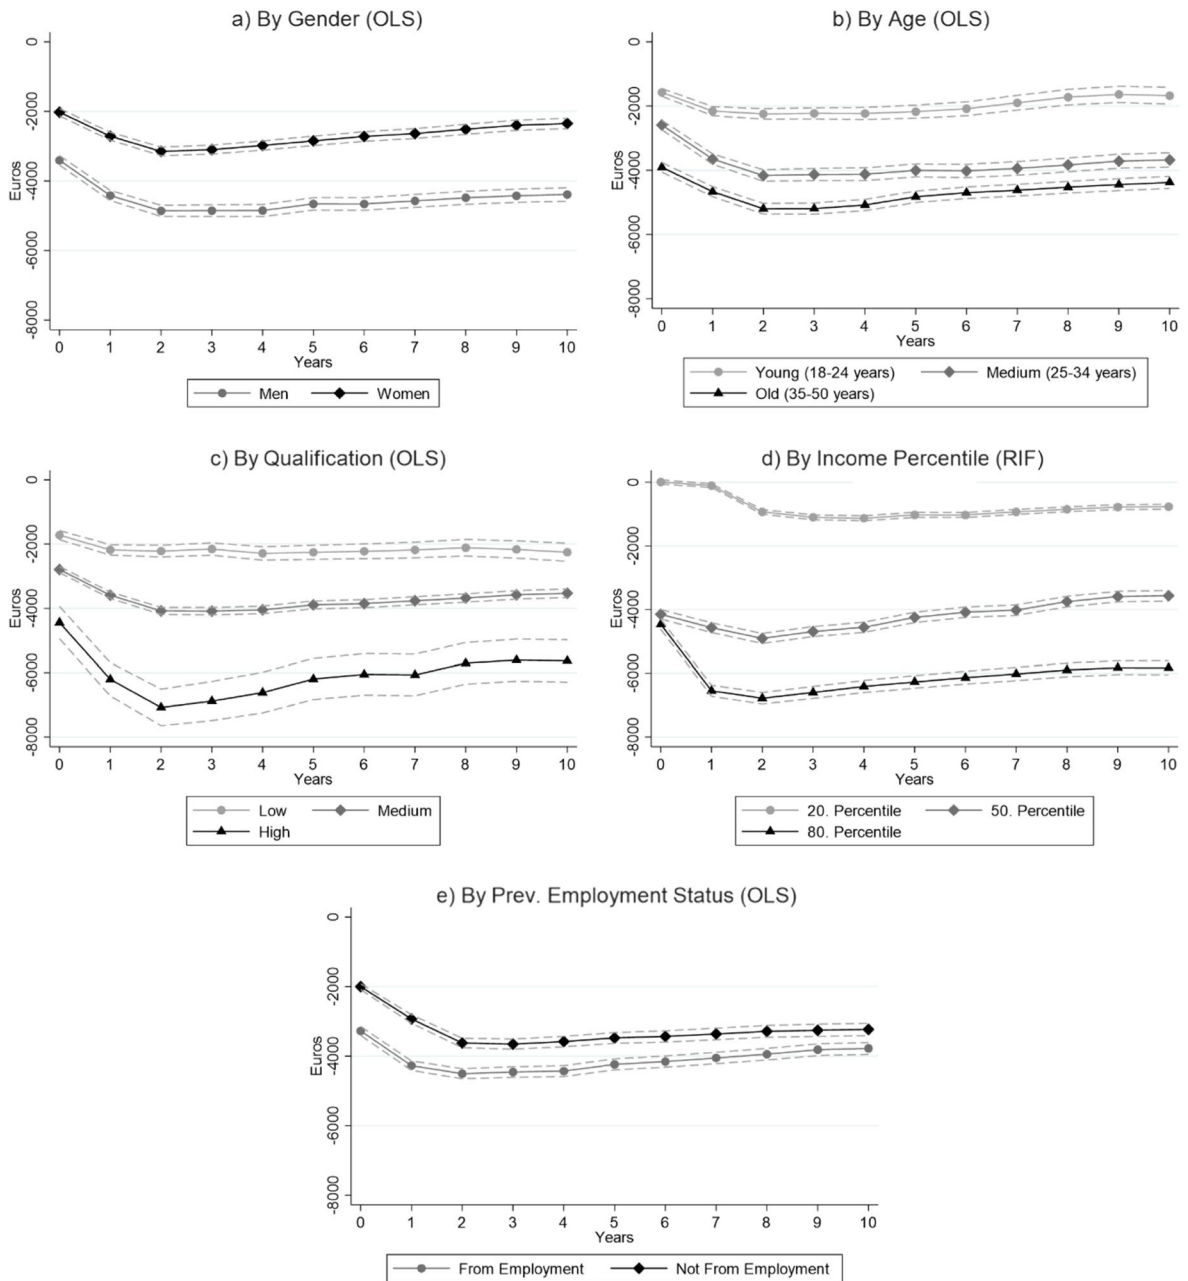 a) By Gender (OLS)
0
-2000
-4000
-6000
-8000
Euros
0 1 2 3 4 5 6 7 8 9 10
Years
Men Women
b) By Age (OLS)
0
-2000
-4000
-6000
-8000
Euros
0 1 2 3 4 5 6 7 8 9 10
Years
Young (18-24 years) Medium (25-34 years)
Old (35-50 years)
c) By Qualification (OLS)
0
-2000
-4000
-6000
-8000
Euros
0 1 2 3 4 5 6 7 8 9 10
Years
Low Medium
High
d) By Income Percentile (RIF)
0
-2000
-4000
-6000
-8000
Euros
0 1 2 3 4 5 6 7 8 9 10
Years
20. Percentile 50. Percentile
80. Percentile
e) By Prev. Employment Status (OLS)
0
-2000
-4000
-6000
-8000
Euros
0 1 2 3 4 5 6 7 8 9 10
Years
From Employment Not From Employment